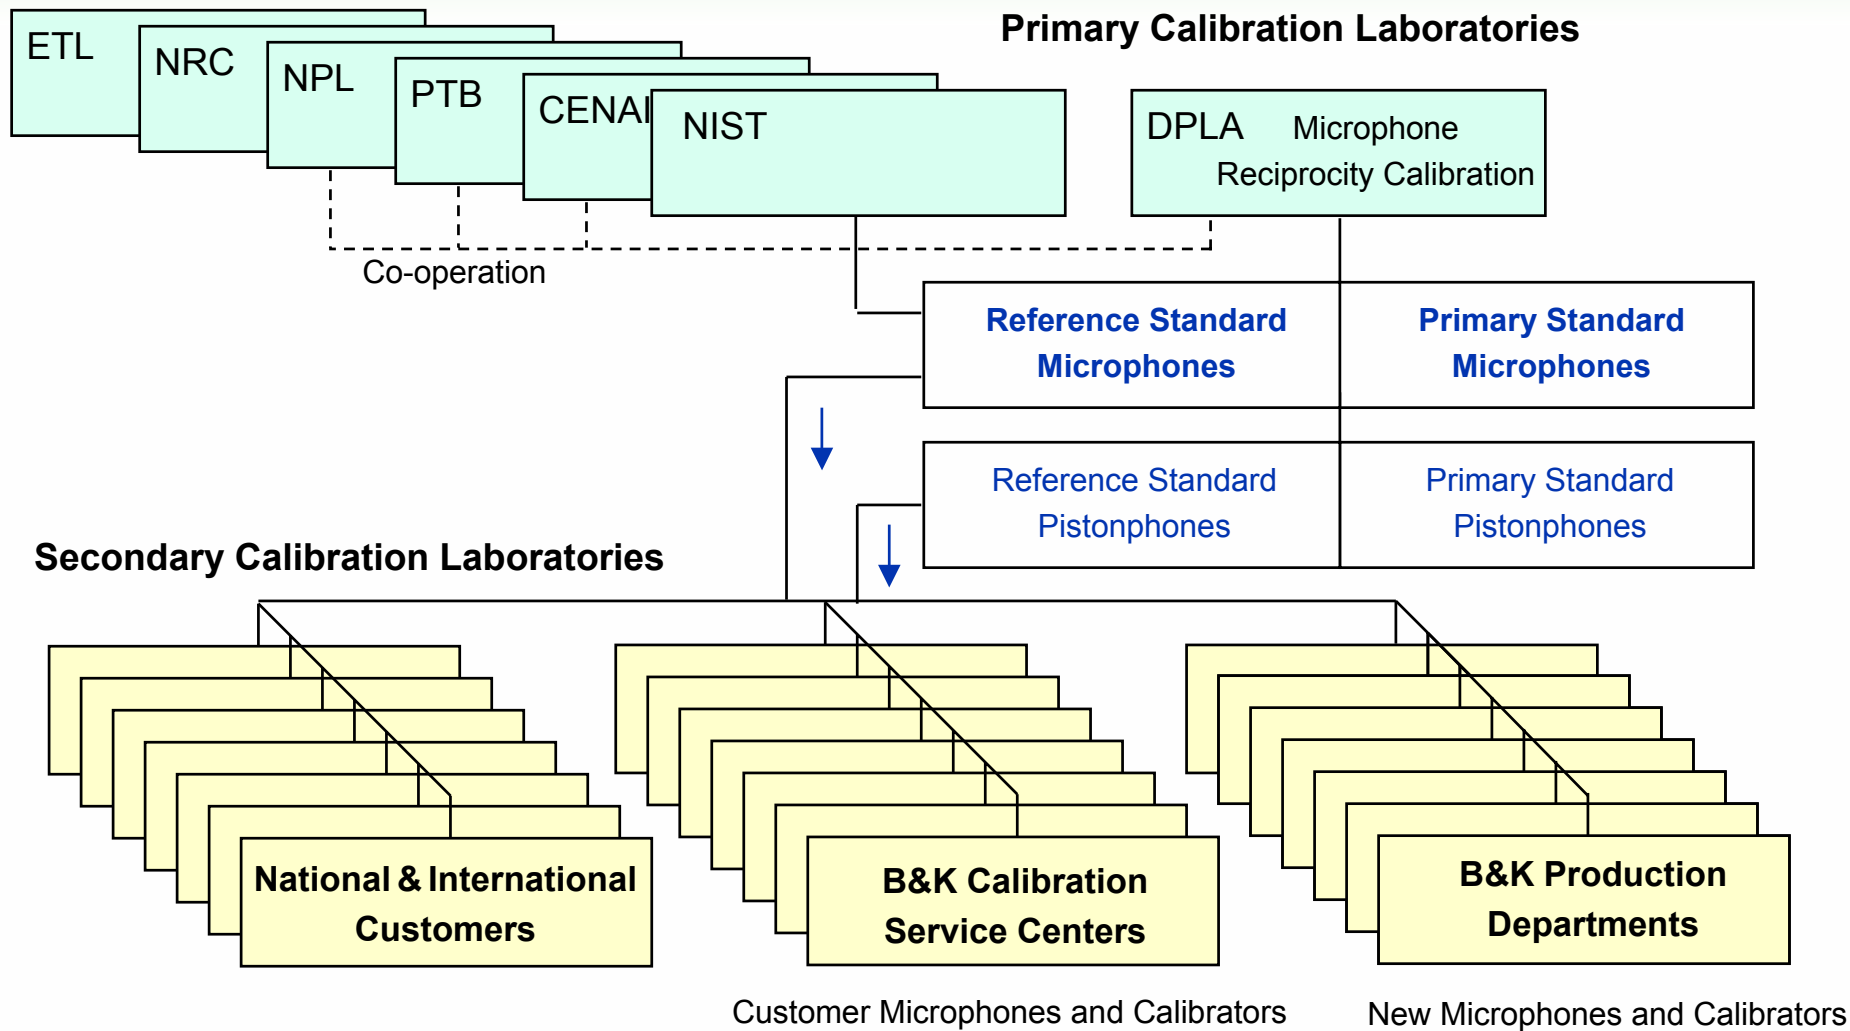 Primary Calibration Laboratories
ETL
NRC
NPL
PTB
CENAI
NIST
DPLA Microphone
Reciprocity Calibration
Co-operation
Reference Standard
Microphones
Primary Standard
Microphones
Reference Standard
Pistonphones
Primary Standard
Pistonphones
Secondary Calibration Laboratories
National & International
Customers
B&K Calibration
Service Centers
B&K Production
Departments
Customer Microphones and Calibrators
New Microphones and Calibrators